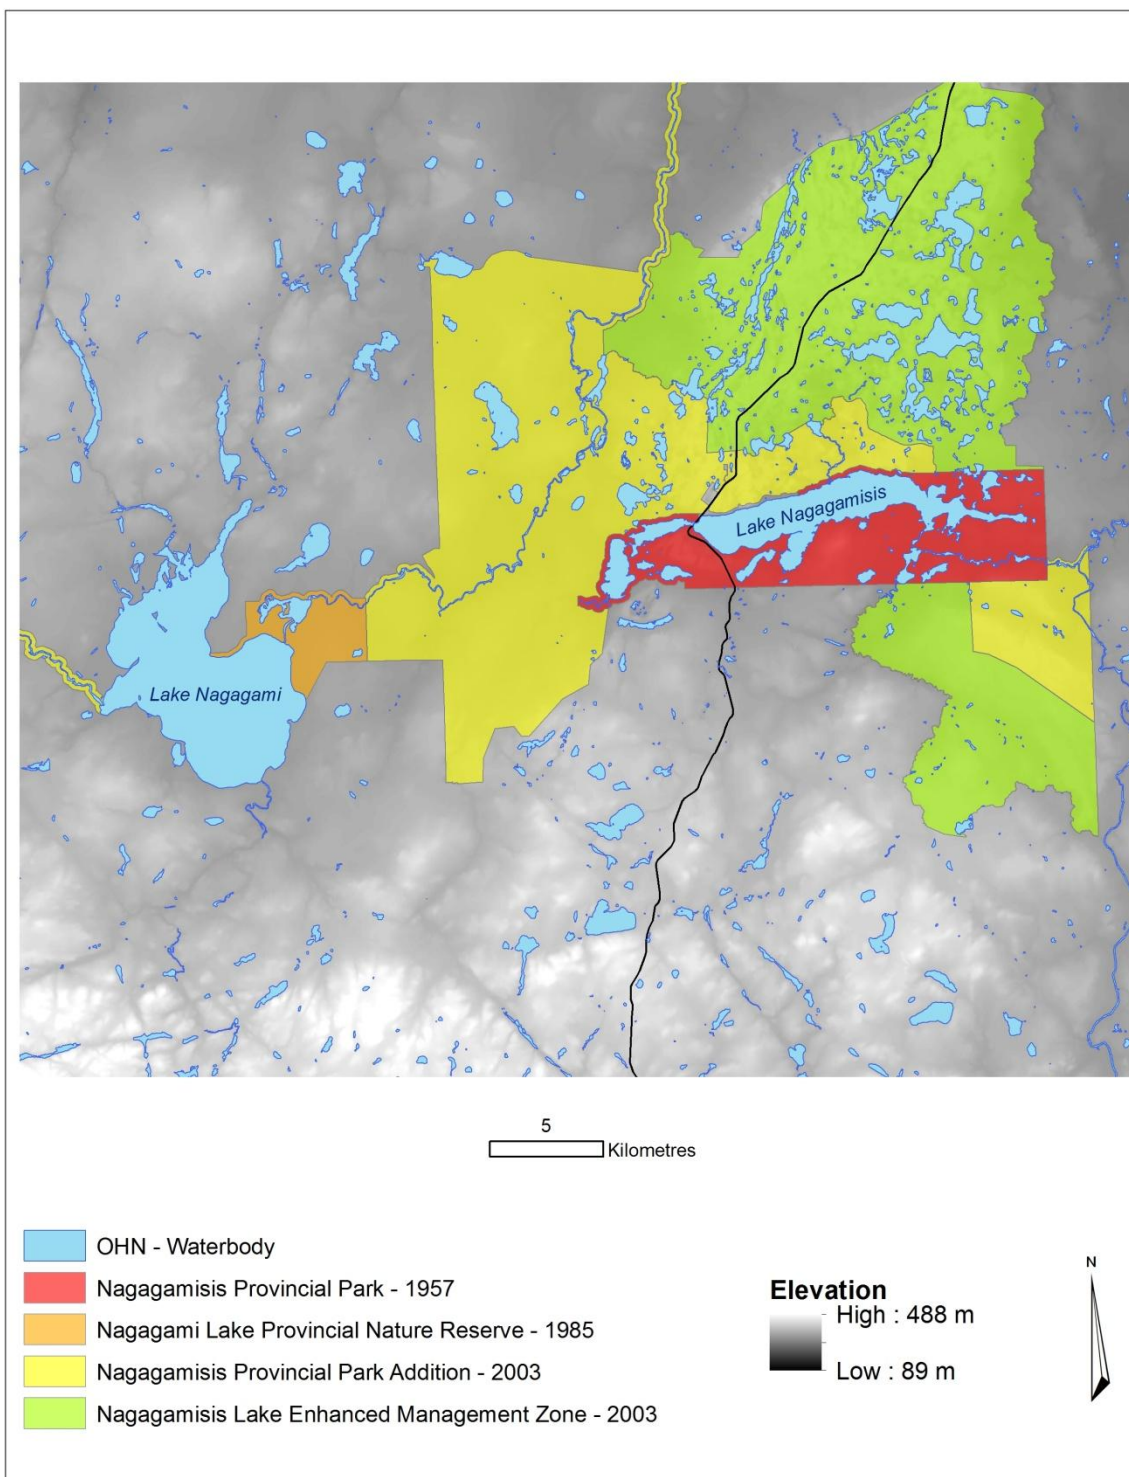 Lake Nagagamisis
Lake Nagagami
5
Kilometres
OHN - Waterbody
Nagagamisis Provincial Park - 1957
Nagagami Lake Provincial Nature Reserve - 1985
Nagagamisis Provincial Park Addition - 2003
Nagagamisis Lake Enhanced Management Zone - 2003
Elevation
High : 488 m
Low : 89 m
N